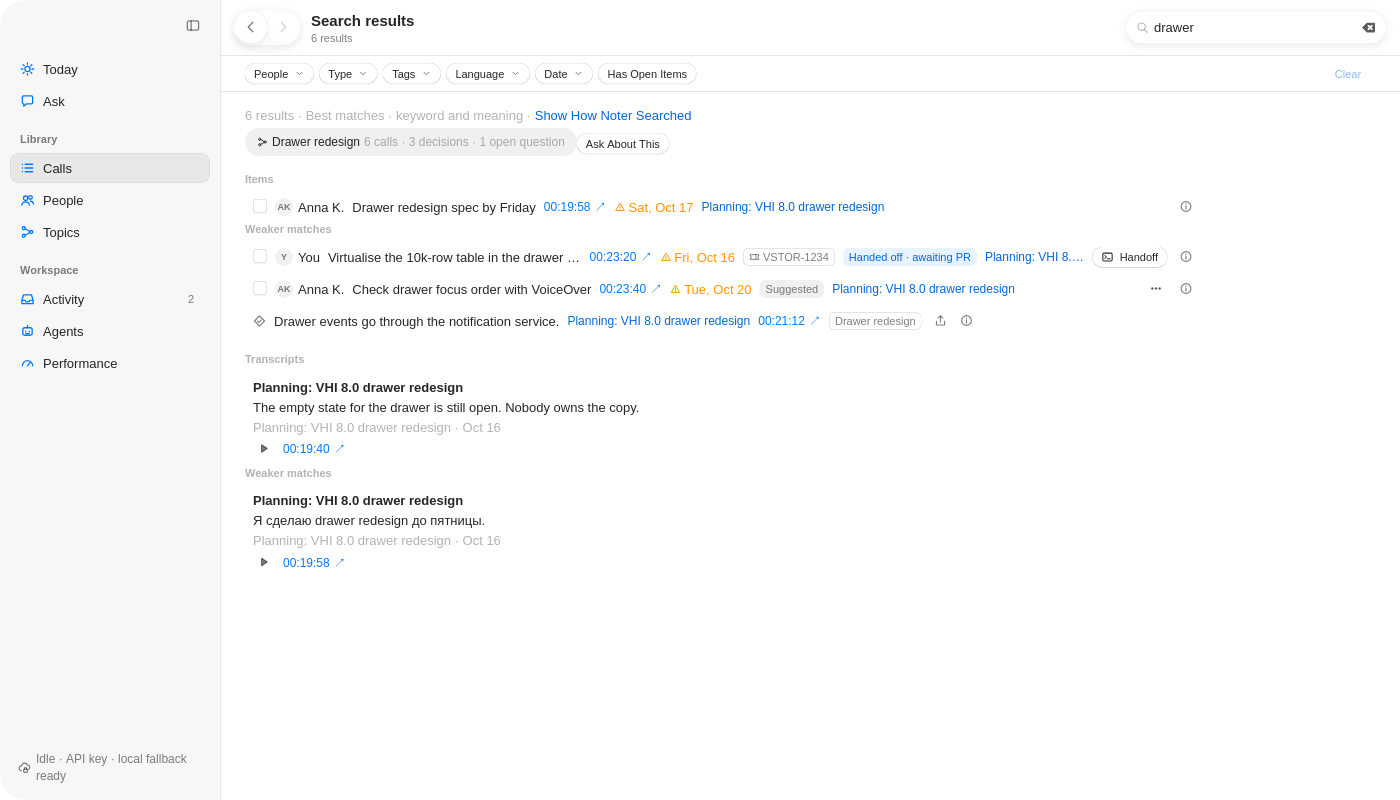 Search results
6 results
drawer
Today
Ask
Library
Calls
People
Topics
Workspace
Activity 2
Agents
Performance
Idle · API key · local fallback
ready
People Type Tags Language Date Has Open Items Clear
6 results · Best matches · keyword and meaning · Show How Noter Searched
Drawer redesign 6 calls · 3 decisions · 1 open question Ask About This
Items
AK Anna K. Drawer redesign spec by Friday 00:19:58 ↗ Sat, Oct 17 Planning: VHI 8.0 drawer redesign
Weaker matches
Y You Virtualise the 10k-row table in the drawer … 00:23:20 ↗ Fri, Oct 16 VSTOR-1234 Handed off · awaiting PR Planning: VHI 8.… Handoff
AK Anna K. Check drawer focus order with VoiceOver 00:23:40 ↗ Tue, Oct 20 Suggested Planning: VHI 8.0 drawer redesign
Drawer events go through the notification service. Planning: VHI 8.0 drawer redesign 00:21:12 ↗ Drawer redesign
Transcripts
Planning: VHI 8.0 drawer redesign
The empty state for the drawer is still open. Nobody owns the copy.
Planning: VHI 8.0 drawer redesign · Oct 16
00:19:40 ↗
Weaker matches
Planning: VHI 8.0 drawer redesign
Я сделаю drawer redesign до пятницы.
Planning: VHI 8.0 drawer redesign · Oct 16
00:19:58 ↗